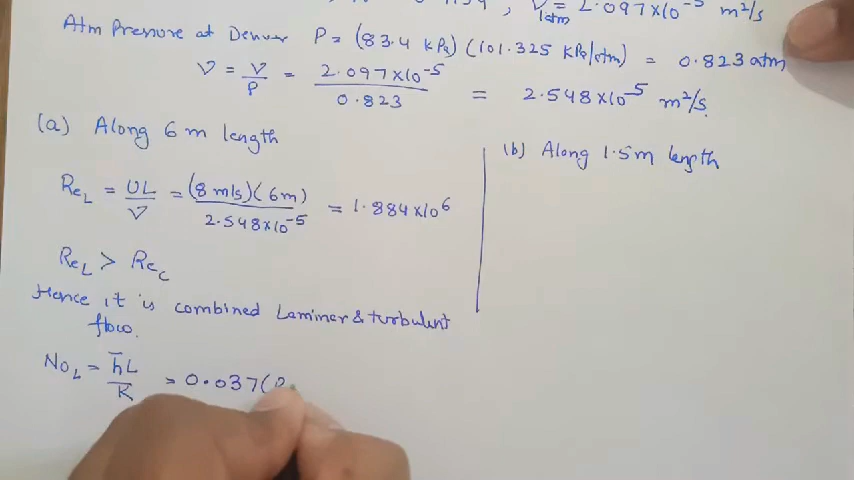 ν1atm = 2.097×10⁻⁵ m²/s
Atm Pressure at Denver P = (83.4 kPa)(101.325 KPa/atm) = 0.823 atm
ν = ν/P = 2.097×10⁻⁵/0.823 = 2.548×10⁻⁵ m²/s.
(a) Along 6 m length
ReL = UL/ν = (8 m/s)(6m)/2.548×10⁻⁵ = 1.884×10⁶
ReL > Rec
Hence it is combined Laminar & turbulent
flow.
NuL = h̄L/K = 0.037(
(b) Along 1.5m length